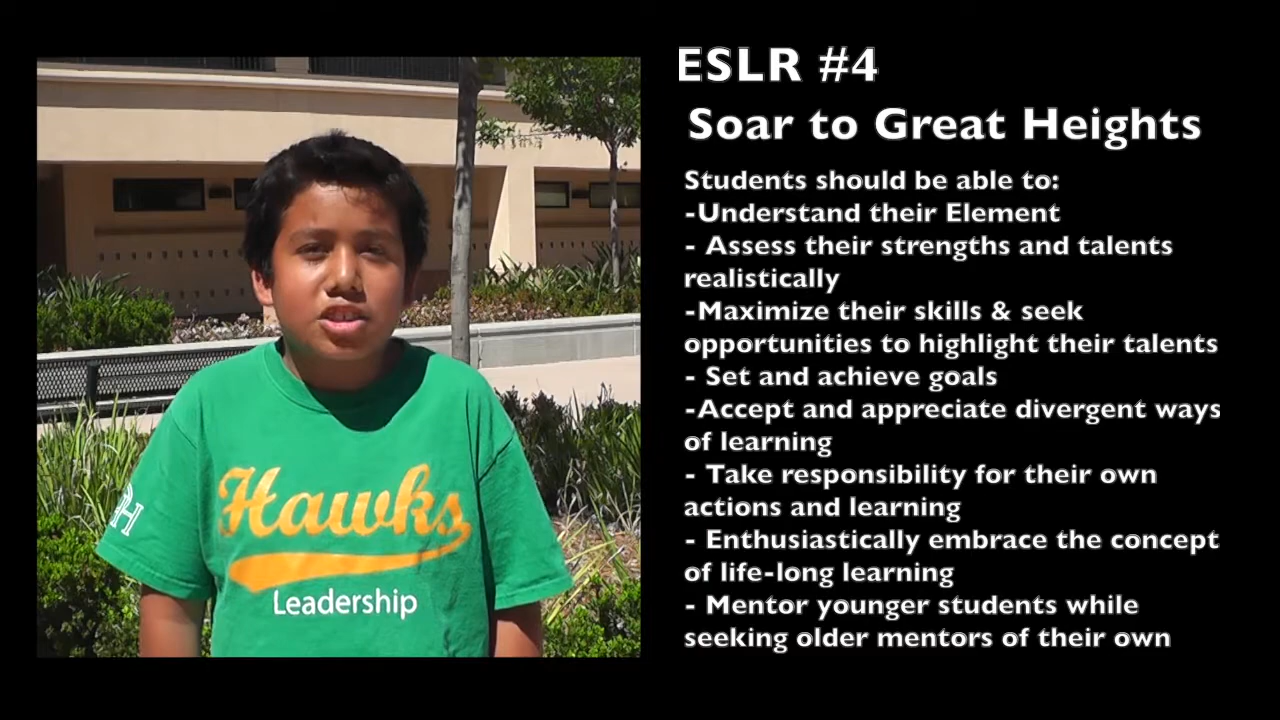 ESLR #4
Soar to Great Heights
Students should be able to:
-Understand their Element
- Assess their strengths and talents
realistically
-Maximize their skills & seek
opportunities to highlight their talents
- Set and achieve goals
-Accept and appreciate divergent ways
of learning
- Take responsibility for their own
actions and learning
- Enthusiastically embrace the concept
of life-long learning
- Mentor younger students while
seeking older mentors of their own
Hawks
Leadership